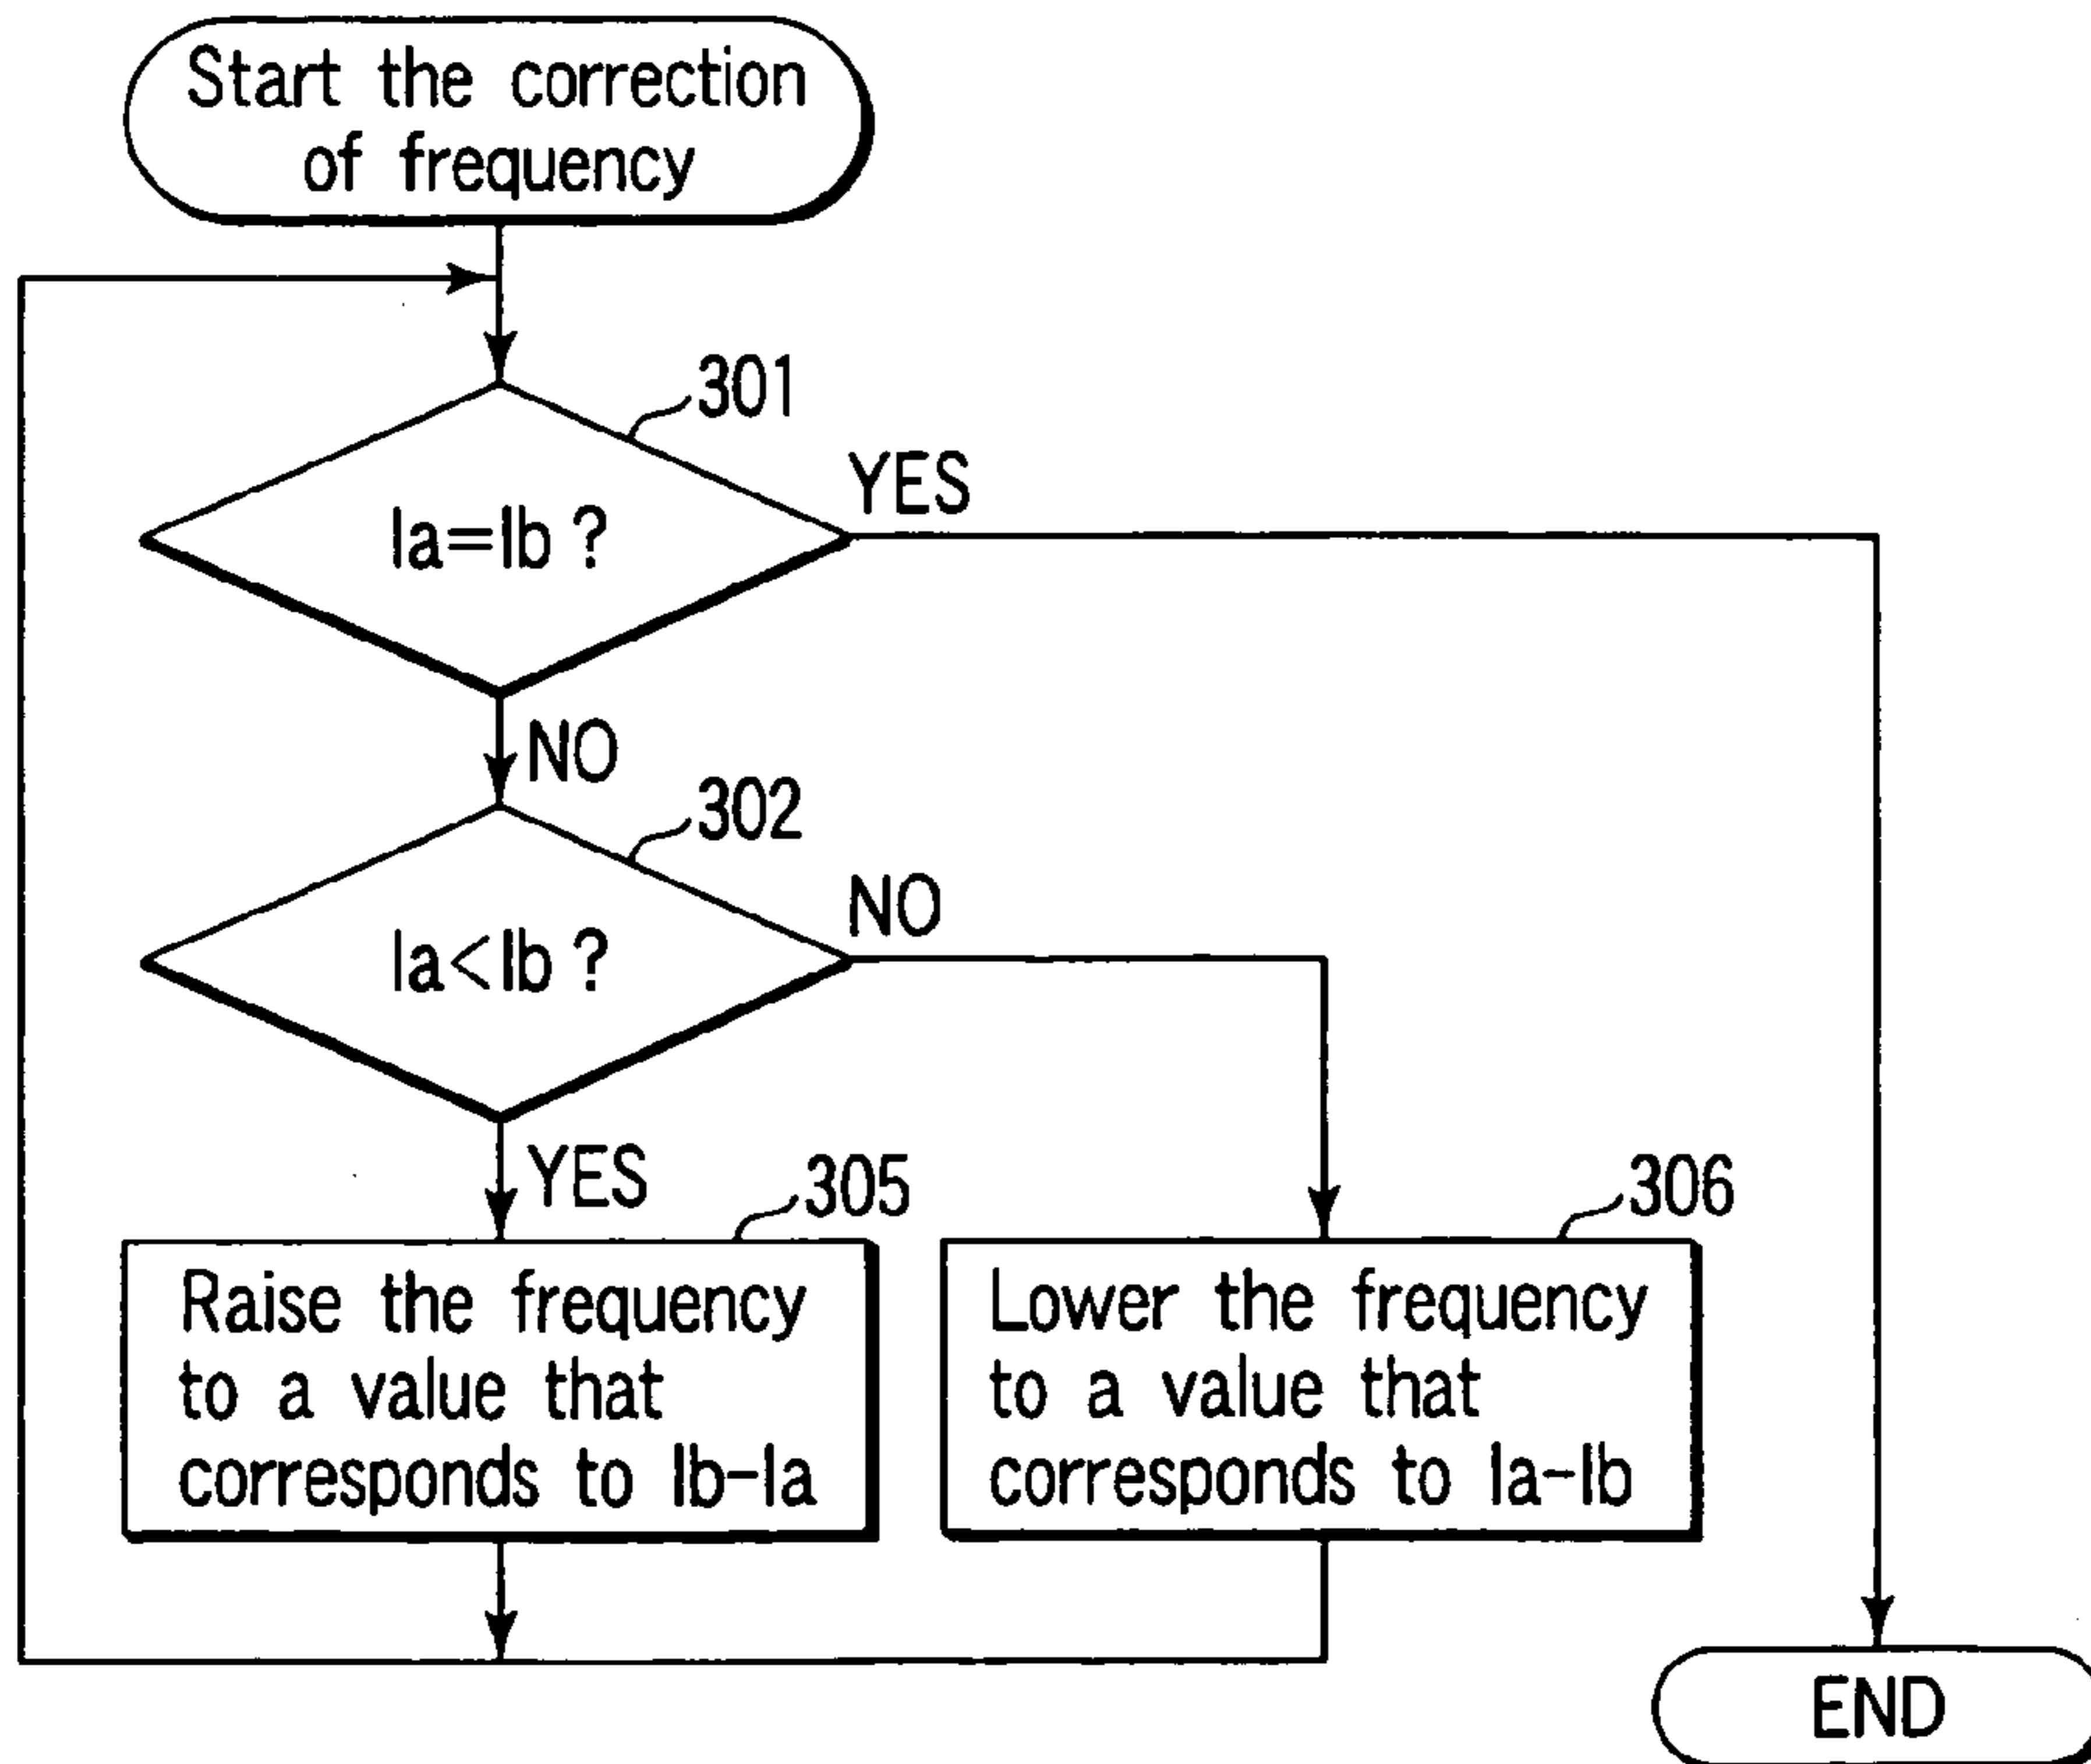 Start the correction
of frequency
301
YES
Ia=Ib ?
NO
302
NO
Ia<Ib ?
YES
305
306
Raise the frequency
to a value that
corresponds to Ib-Ia
Lower the frequency
to a value that
corresponds to Ia-Ib
END